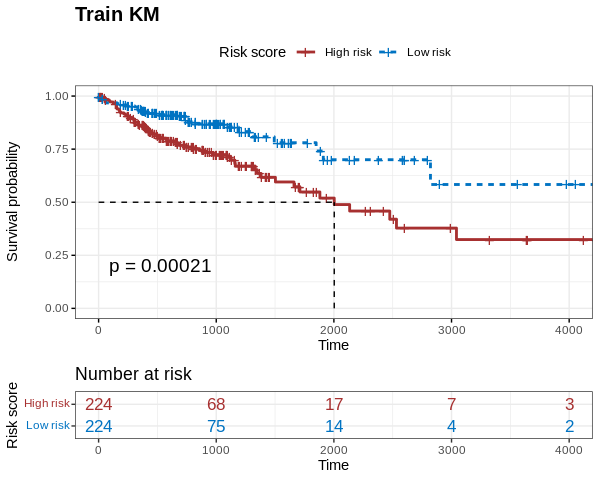 Train KM
Risk score High risk Low risk
Survival probability
1.00
0.75
0.50
0.25
0.00
p = 0.00021
0 1000 2000 3000 4000
Time
Number at risk
Risk score
High risk 224 68 17 7 3
Low risk 224 75 14 4 2
0 1000 2000 3000 4000
Time